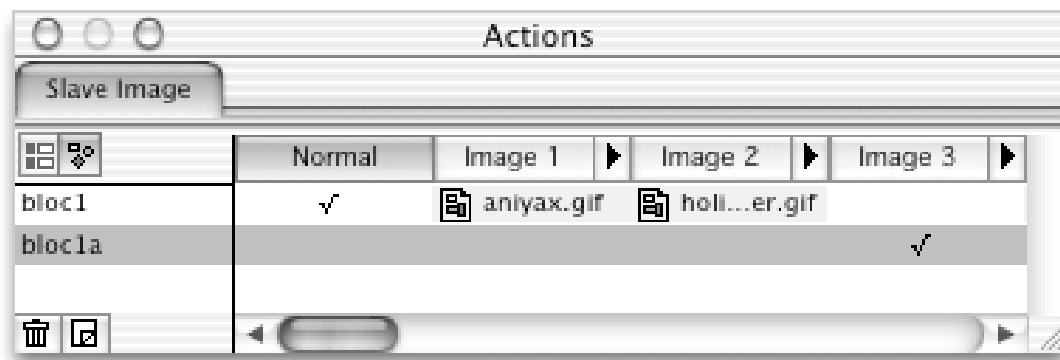 Actions
Slave Image
Normal Image 1 Image 2 Image 3
bloc1 √ aniyax.gif holi...er.gif
bloc1a √